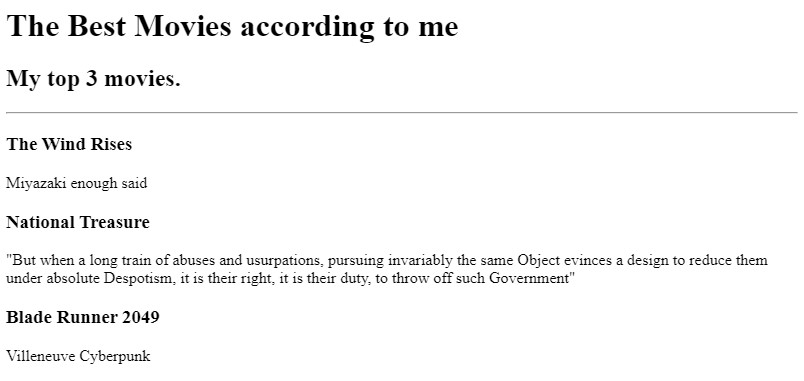 The Best Movies according to me
My top 3 movies.
The Wind Rises
Miyazaki enough said
National Treasure
"But when a long train of abuses and usurpations, pursuing invariably the same Object evinces a design to reduce them
under absolute Despotism, it is their right, it is their duty, to throw off such Government"
Blade Runner 2049
Villeneuve Cyberpunk